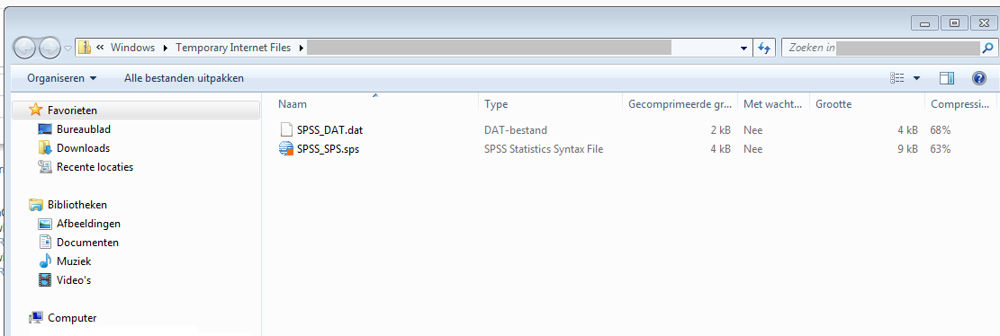 « Windows Temporary Internet Files Zoeken in
Organiseren Alle bestanden uitpakken
Naam Type Gecomprimeerde gr... Met wacht... Grootte Compressi...
SPSS_DAT.dat DAT-bestand 2 kB Nee 4 kB 68%
SPSS_SPS.sps SPSS Statistics Syntax File 4 kB Nee 9 kB 63%
Favorieten
Bureaublad
Downloads
Recente locaties
Bibliotheken
Afbeeldingen
Documenten
Muziek
Video's
Computer